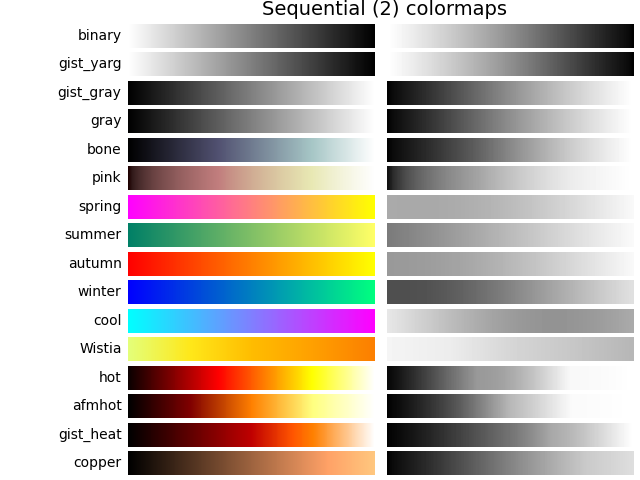 Sequential (2) colormaps
binary
gist_yarg
gist_gray
gray
bone
pink
spring
summer
autumn
winter
cool
Wistia
hot
afmhot
gist_heat
copper